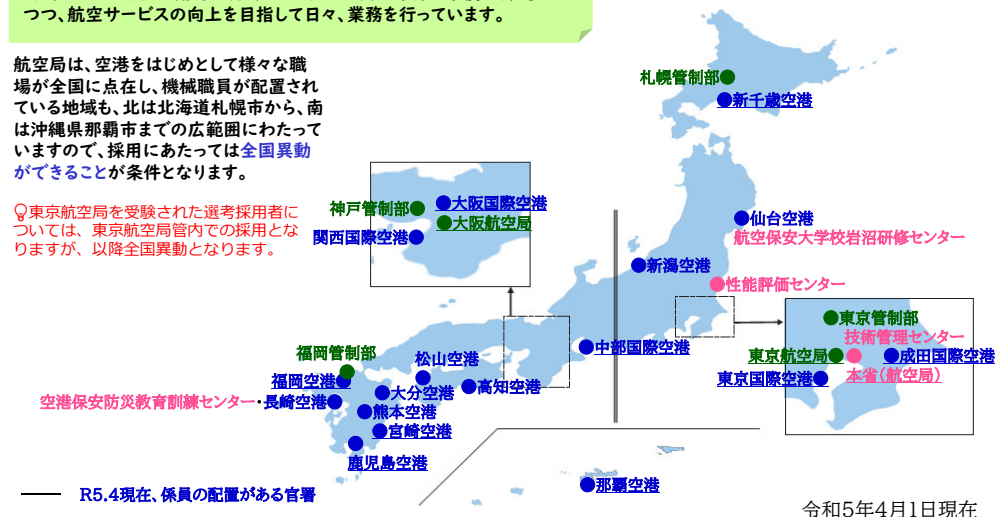 つつ、航空サービスの向上を目指して日々、業務を行っています。
航空局は、空港をはじめとして様々な職
場が全国に点在し、機械職員が配置され
ている地域も、北は北海道札幌市から、南
は沖縄県那覇市までの広範囲にわたって
いますので、採用にあたっては全国異動
ができることが条件となります。
東京航空局を受験された選考採用者に
ついては、東京航空局管内での採用とな
りますが、以降全国異動となります。
札幌管制部
新千歳空港
神戸管制部
大阪国際空港
大阪航空局
関西国際空港
仙台空港
航空保安大学校岩沼研修センター
新潟空港
性能評価センター
東京管制部
技術管理センター
東京航空局
成田国際空港
本省(航空局)
東京国際空港
中部国際空港
福岡管制部
松山空港
福岡空港
高知空港
大分空港
空港保安防災教育訓練センター・長崎空港
熊本空港
宮崎空港
鹿児島空港
那覇空港
R5.4現在、係員の配置がある官署
令和5年4月1日現在